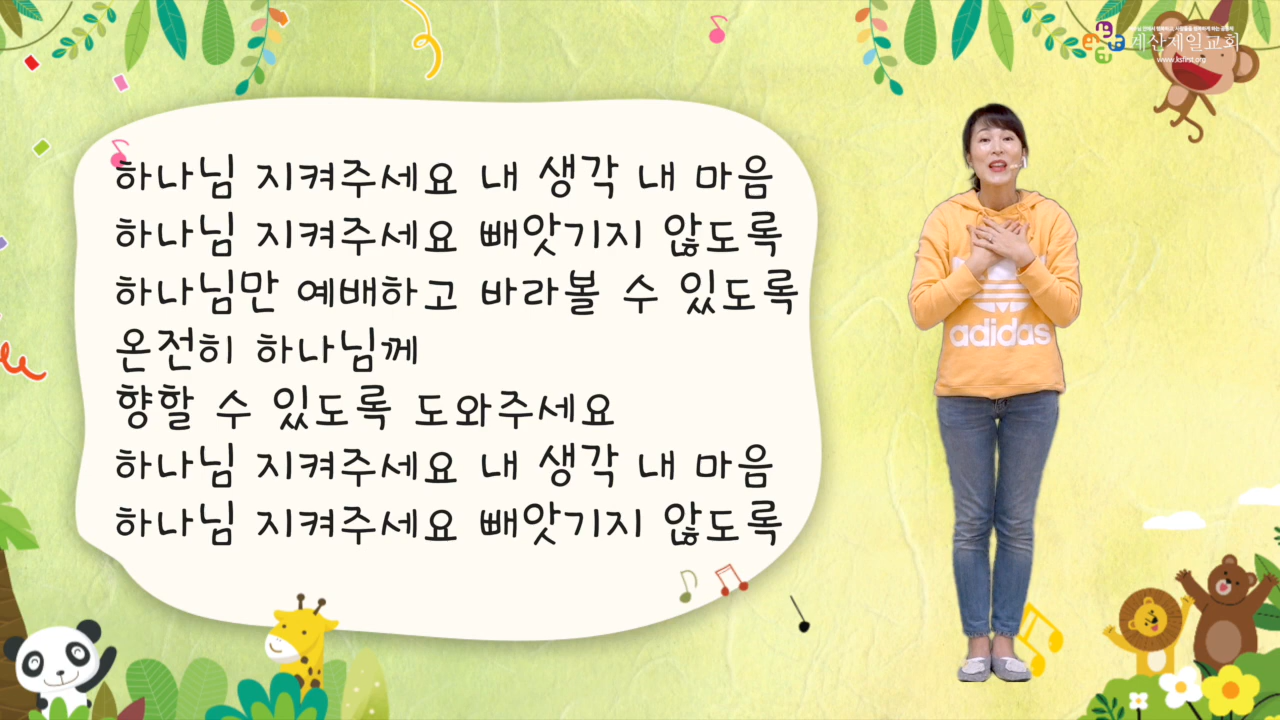 계산제일교회
www.ksfirst.org
하나님 지켜주세요 내 생각 내 마음
하나님 지켜주세요 빼앗기지 않도록
하나님만 예배하고 바라볼 수 있도록
온전히 하나님께
향할 수 있도록 도와주세요
하나님 지켜주세요 내 생각 내 마음
하나님 지켜주세요 빼앗기지 않도록
adidas